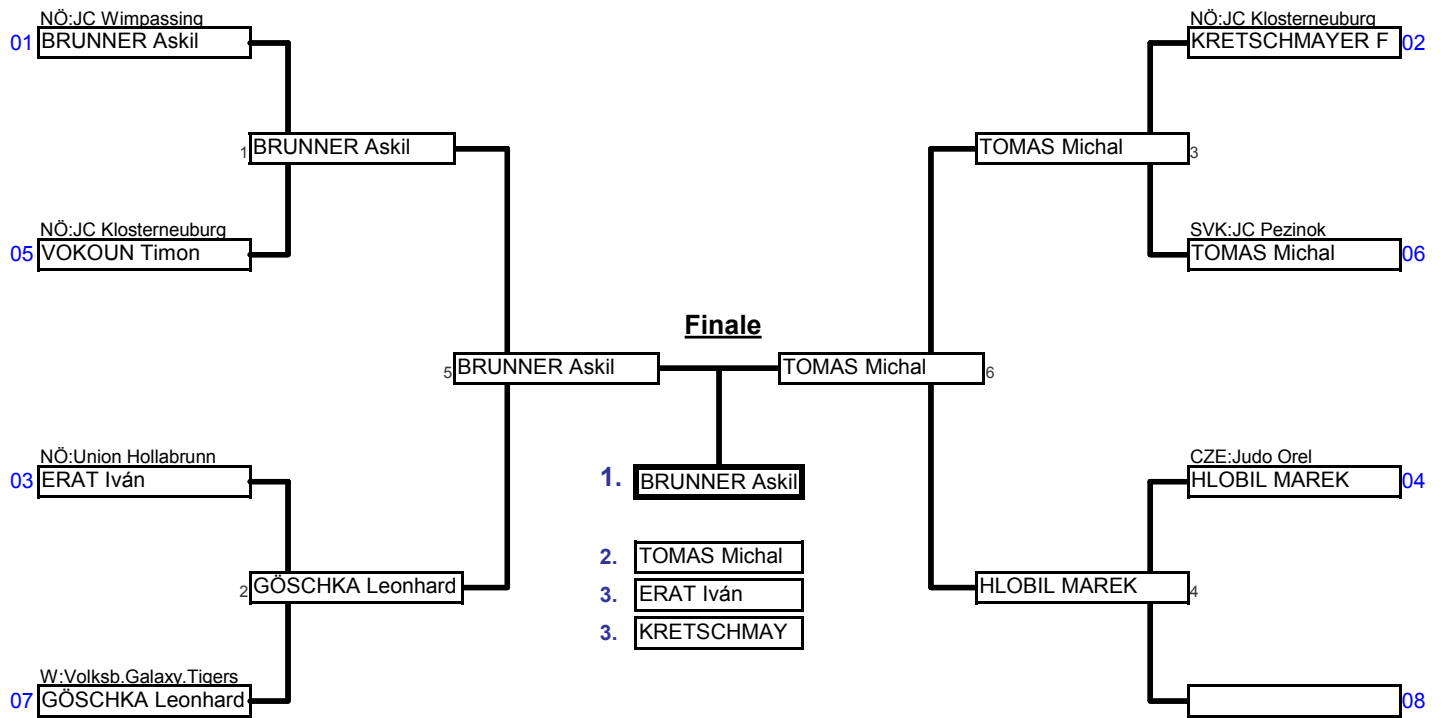 NÖ:JC Wimpassing
01 BRUNNER Askil
NÖ:JC Klosterneuburg
KRETSCHMAYER F 02
1 BRUNNER Askil
TOMAS Michal 3
NÖ:JC Klosterneuburg
05 VOKOUN Timon
SVK:JC Pezinok
TOMAS Michal 06
Finale
5 BRUNNER Askil
TOMAS Michal 6
NÖ:Union Hollabrunn
03 ERAT Iván
CZE:Judo Orel
HLOBIL MAREK 04
1. BRUNNER Askil
2. TOMAS Michal
3. ERAT Iván
3. KRETSCHMAY
2 GÖSCHKA Leonhard
HLOBIL MAREK 4
W:Volksb.Galaxy.Tigers
07 GÖSCHKA Leonhard
08